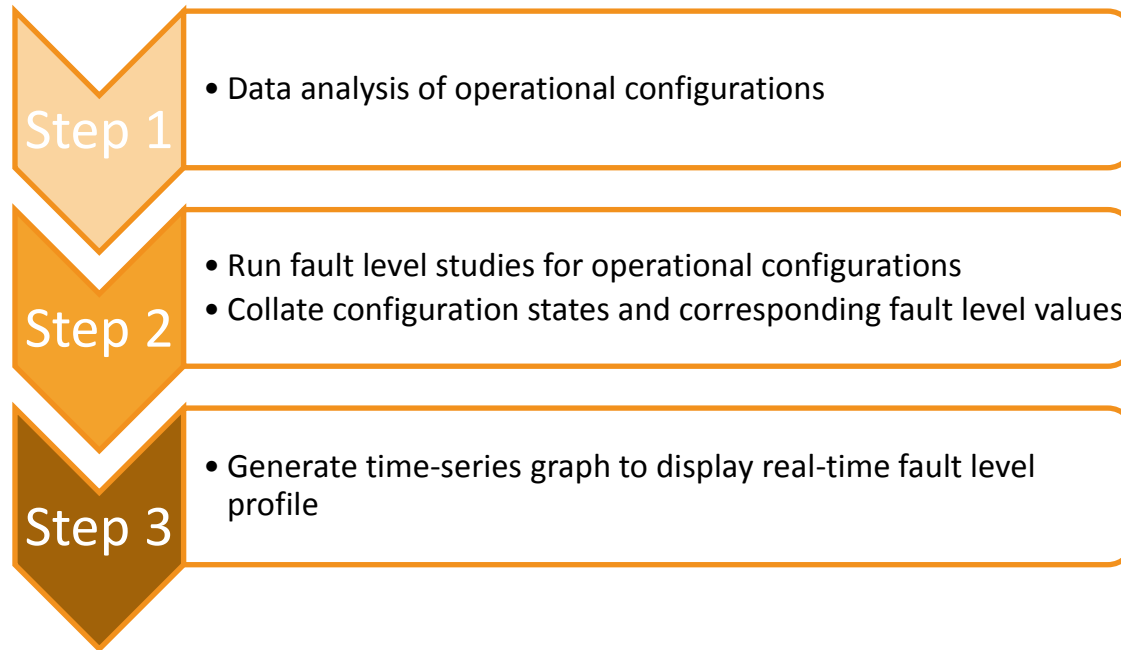 Step 1
• Data analysis of operational configurations
Step 2
• Run fault level studies for operational configurations
• Collate configuration states and corresponding fault level values
Step 3
• Generate time-series graph to display real-time fault level
profile